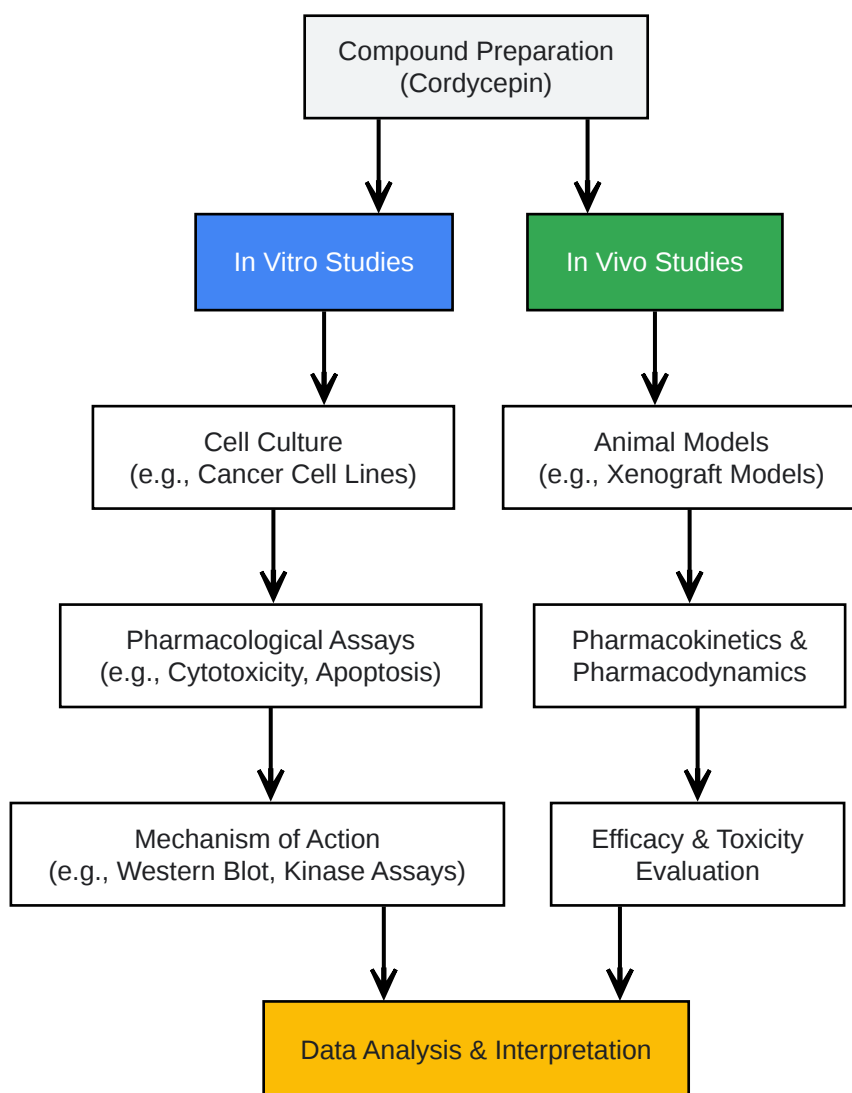 Compound Preparation
(Cordycepin)
In Vitro Studies
In Vivo Studies
Cell Culture
(e.g., Cancer Cell Lines)
Animal Models
(e.g., Xenograft Models)
Pharmacological Assays
(e.g., Cytotoxicity, Apoptosis)
Pharmacokinetics &
Pharmacodynamics
Mechanism of Action
(e.g., Western Blot, Kinase Assays)
Efficacy & Toxicity
Evaluation
Data Analysis & Interpretation